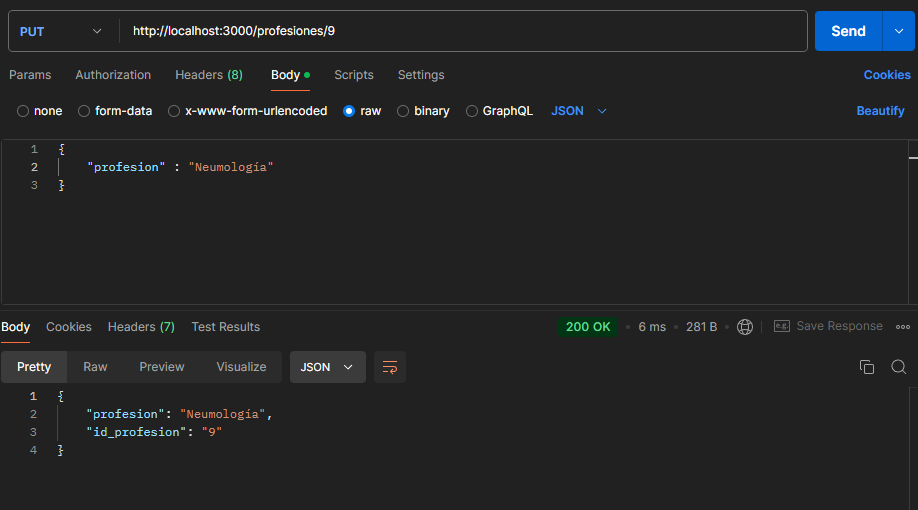 PUT http://localhost:3000/profesiones/9 Send
Params Authorization Headers (8) Body Scripts Settings Cookies
none form-data x-www-form-urlencoded raw binary GraphQL JSON Beautify
1 {
2 "profesion" : "Neumología"
3 }
Body Cookies Headers (7) Test Results 200 OK • 6 ms • 281 B e.g. Save Response
Pretty Raw Preview Visualize JSON
1 {
2 "profesion": "Neumología",
3 "id_profesion": "9"
4 }